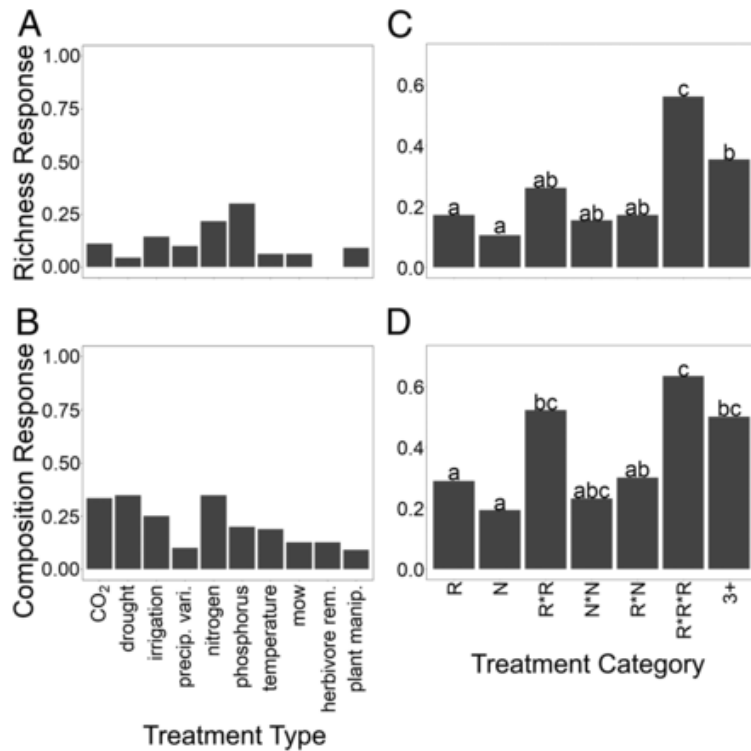 A
Richness Response
1.00
0.75
0.50
0.25
0.00
B
Composition Response
1.00
0.75
0.50
0.25
0.00
CO₂
drought
irrigation
precip. vari.
nitrogen
phosphorus
temperature
mow
herbivore rem.
plant manip.
Treatment Type
C
0.6
0.4
0.2
0.0
a
a
ab
ab
ab
c
b
D
0.6
0.4
0.2
0.0
a
a
bc
abc
ab
c
bc
R
N
R*R
N*N
R*N
R*R*R
3+
Treatment Category